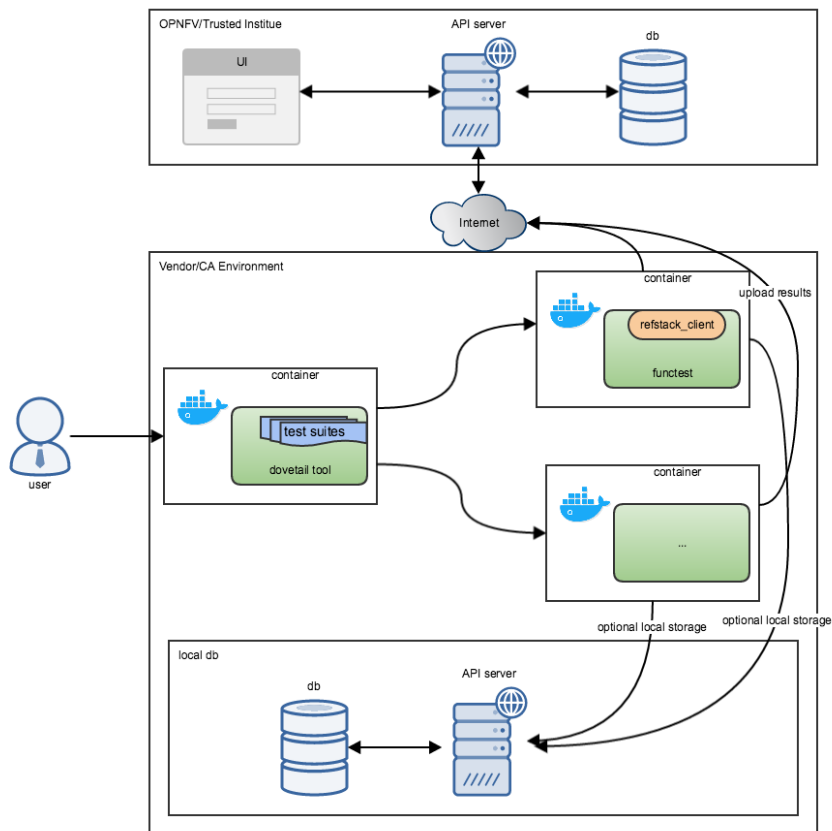 OPNFV/Trusted Institue
API server
UI
db
Internet
Vendor/CA Environment
container
upload results
refstack_client
functest
container
test suites
dovetail tool
user
container
...
optional local storage
optional local storage
local db
API server
db